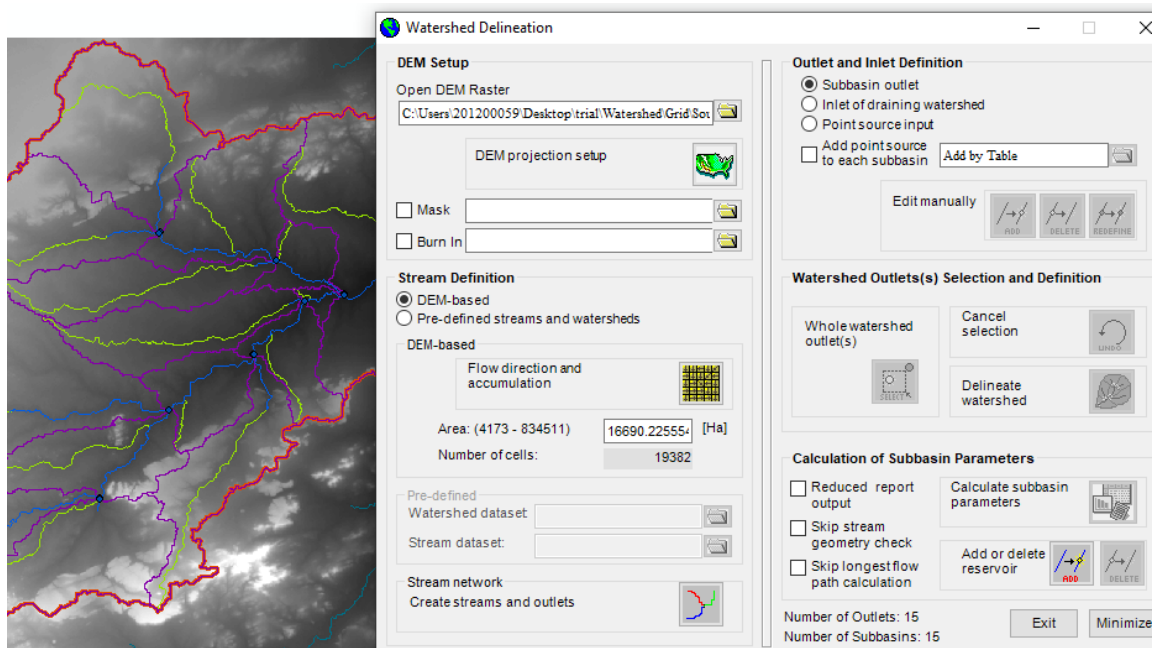 Watershed Delineation
DEM Setup
Open DEM Raster
C:\Users\201200059\Desktop\trial\Watershed\Grid\Sou
DEM projection setup
Mask
Burn In
Stream Definition
DEM-based
Pre-defined streams and watersheds
DEM-based
Flow direction and
accumulation
Area: (4173 - 834511)
16690.225554
[Ha]
Number of cells:
19382
Pre-defined
Watershed dataset
Stream dataset:
Stream network
Create streams and outlets
Outlet and Inlet Definition
Subbasin outlet
Inlet of draining watershed
Point source input
Add point source
to each subbasin
Add by Table
Edit manually
ADD
DELETE
REDEFINE
Watershed Outlets(s) Selection and Definition
Whole watershed
outlet(s)
SELECT
Cancel
selection
UNDO
Delineate
watershed
Calculation of Subbasin Parameters
Reduced report
output
Skip stream
geometry check
Skip longest flow
path calculation
Calculate subbasin
parameters
Add or delete
reservoir
ADD
DELETE
Number of Outlets: 15
Number of Subbasins: 15
Exit
Minimize